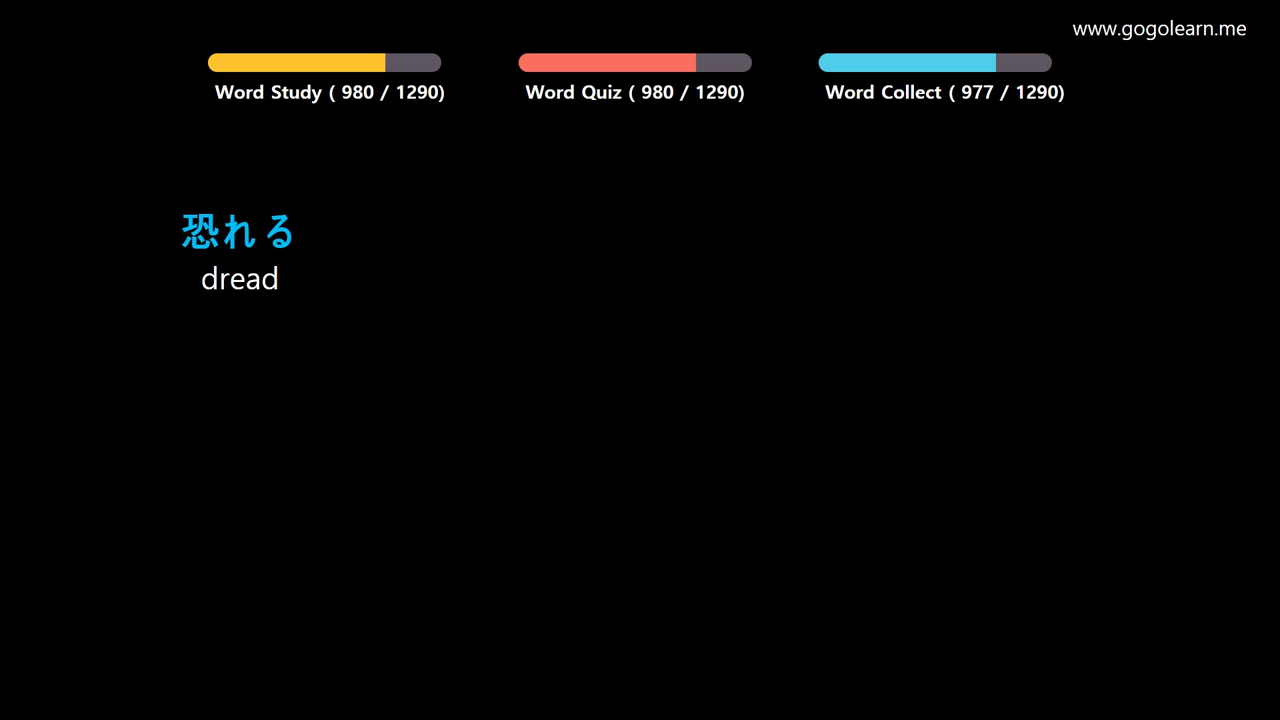 www.gogolearn.me
Word Study ( 980 / 1290)
Word Quiz ( 980 / 1290)
Word Collect ( 977 / 1290)
恐れる
dread